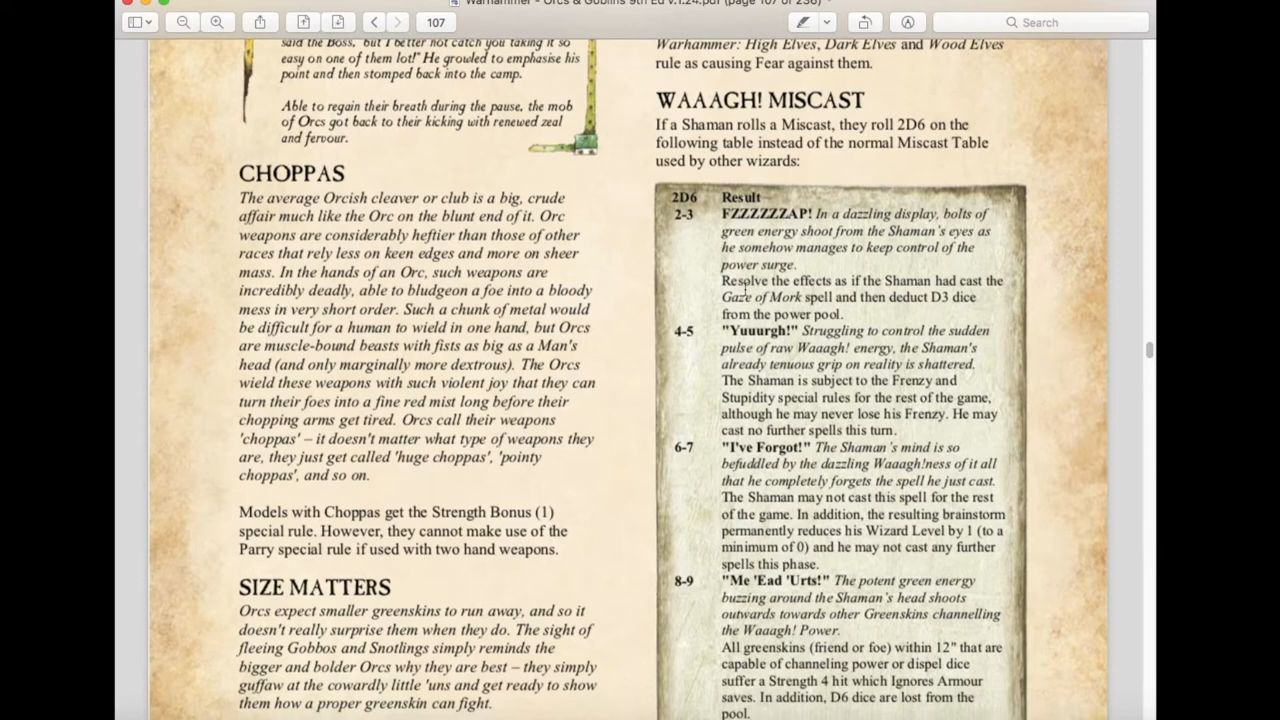 Warhammer - Orcs & Goblins 9th Ed v.1.24.pdf (page 107 of 236)
107
Search
said the Boss, 'but I better not catch you taking it so
easy on one of them lot!" He growled to emphasise his
point and then stomped back into the camp.
Able to regain their breath during the pause, the mob
of Orcs got back to their kicking with renewed zeal
and fervour.
CHOPPAS
The average Orcish cleaver or club is a big, crude
affair much like the Orc on the blunt end of it. Orc
weapons are considerably heftier than those of other
races that rely less on keen edges and more on sheer
mass. In the hands of an Orc, such weapons are
incredibly deadly, able to bludgeon a foe into a bloody
mess in very short order. Such a chunk of metal would
be difficult for a human to wield in one hand, but Orcs
are muscle-bound beasts with fists as big as a Man's
head (and only marginally more dextrous). The Orcs
wield these weapons with such violent joy that they can
turn their foes into a fine red mist long before their
chopping arms get tired. Orcs call their weapons
'choppas' – it doesn't matter what type of weapons they
are, they just get called 'huge choppas', 'pointy
choppas', and so on.
Models with Choppas get the Strength Bonus (1)
special rule. However, they cannot make use of the
Parry special rule if used with two hand weapons.
SIZE MATTERS
Orcs expect smaller greenskins to run away, and so it
doesn't really surprise them when they do. The sight of
fleeing Gobbos and Snotlings simply reminds the
bigger and bolder Orcs why they are best – they simply
guffaw at the cowardly little 'uns and get ready to show
them how a proper greenskin can fight.
Warhammer: High Elves, Dark Elves and Wood Elves
rule as causing Fear against them.
WAAAGH! MISCAST
If a Shaman rolls a Miscast, they roll 2D6 on the
following table instead of the normal Miscast Table
used by other wizards:
2D6 Result
2-3 FZZZZZZAP! In a dazzling display, bolts of
green energy shoot from the Shaman's eyes as
he somehow manages to keep control of the
power surge.
Resolve the effects as if the Shaman had cast the
Gaze of Mork spell and then deduct D3 dice
from the power pool.
4-5 "Yuuurgh!" Struggling to control the sudden
pulse of raw Waaagh! energy, the Shaman's
already tenuous grip on reality is shattered.
The Shaman is subject to the Frenzy and
Stupidity special rules for the rest of the game,
although he may never lose his Frenzy. He may
cast no further spells this turn.
6-7 "I've Forgot!" The Shaman's mind is so
befuddled by the dazzling Waaagh!ness of it all
that he completely forgets the spell he just cast.
The Shaman may not cast this spell for the rest
of the game. In addition, the resulting brainstorm
permanently reduces his Wizard Level by 1 (to a
minimum of 0) and he may not cast any further
spells this phase.
8-9 "Me 'Ead 'Urts!" The potent green energy
buzzing around the Shaman's head shoots
outwards towards other Greenskins channelling
the Waaagh! Power.
All greenskins (friend or foe) within 12" that are
capable of channeling power or dispel dice
suffer a Strength 4 hit which Ignores Armour
saves. In addition, D6 dice are lost from the
pool.